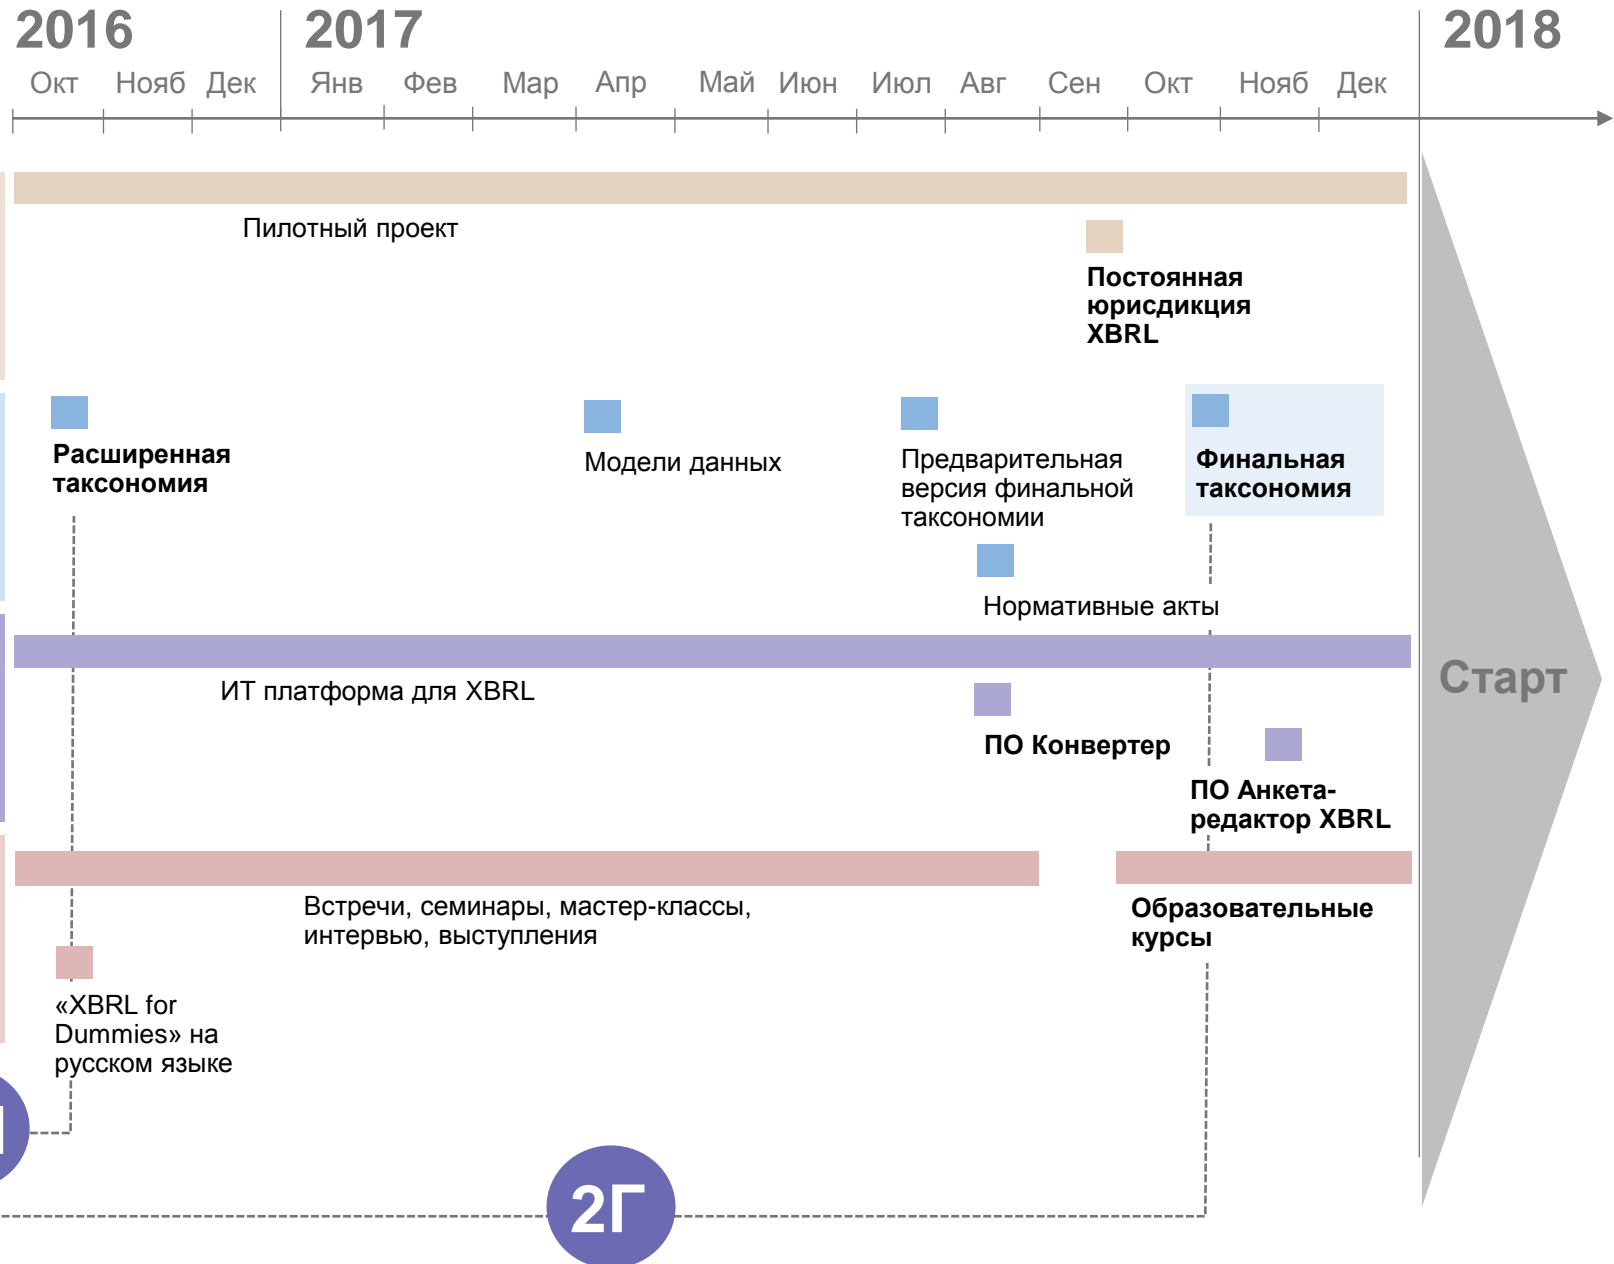 2016
2017
2018
Окт Нояб Дек Янв Фев Мар Апр Май Июн Июл Авг Сен Окт Нояб Дек
Пилотный проект
Постоянная
юрисдикция
XBRL
Расширенная
таксономия
Модели данных
Предварительная
версия финальной
таксономии
Финальная
таксономия
Нормативные акты
ИТ платформа для XBRL
Старт
ПО Конвертер
ПО Анкета-
редактор XBRL
Встречи, семинары, мастер-классы,
интервью, выступления
Образовательные
курсы
«XBRL for
Dummies» на
русском языке
2Г